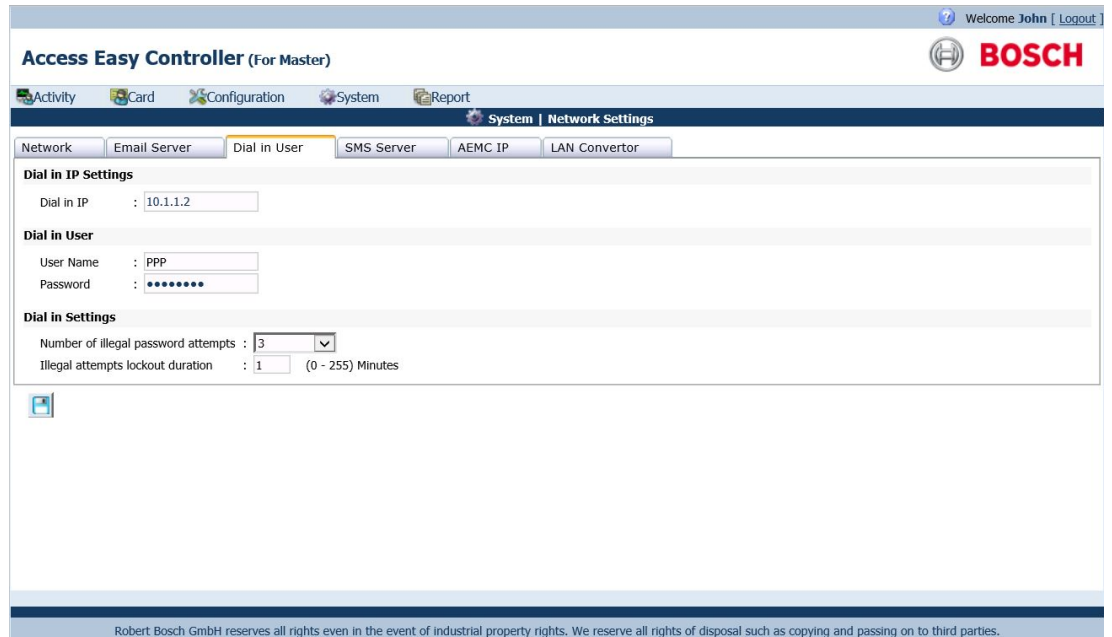 Welcome John [ Logout ]
Access Easy Controller (For Master)
BOSCH
Activity Card Configuration System Report
System | Network Settings
Network Email Server Dial in User SMS Server AEMC IP LAN Convertor
Dial in IP Settings
Dial in IP : 10.1.1.2
Dial in User
User Name : PPP
Password : ••••••••
Dial in Settings
Number of illegal password attempts : 3
Illegal attempts lockout duration : 1 (0 - 255) Minutes
Robert Bosch GmbH reserves all rights even in the event of industrial property rights. We reserve all rights of disposal such as copying and passing on to third parties.